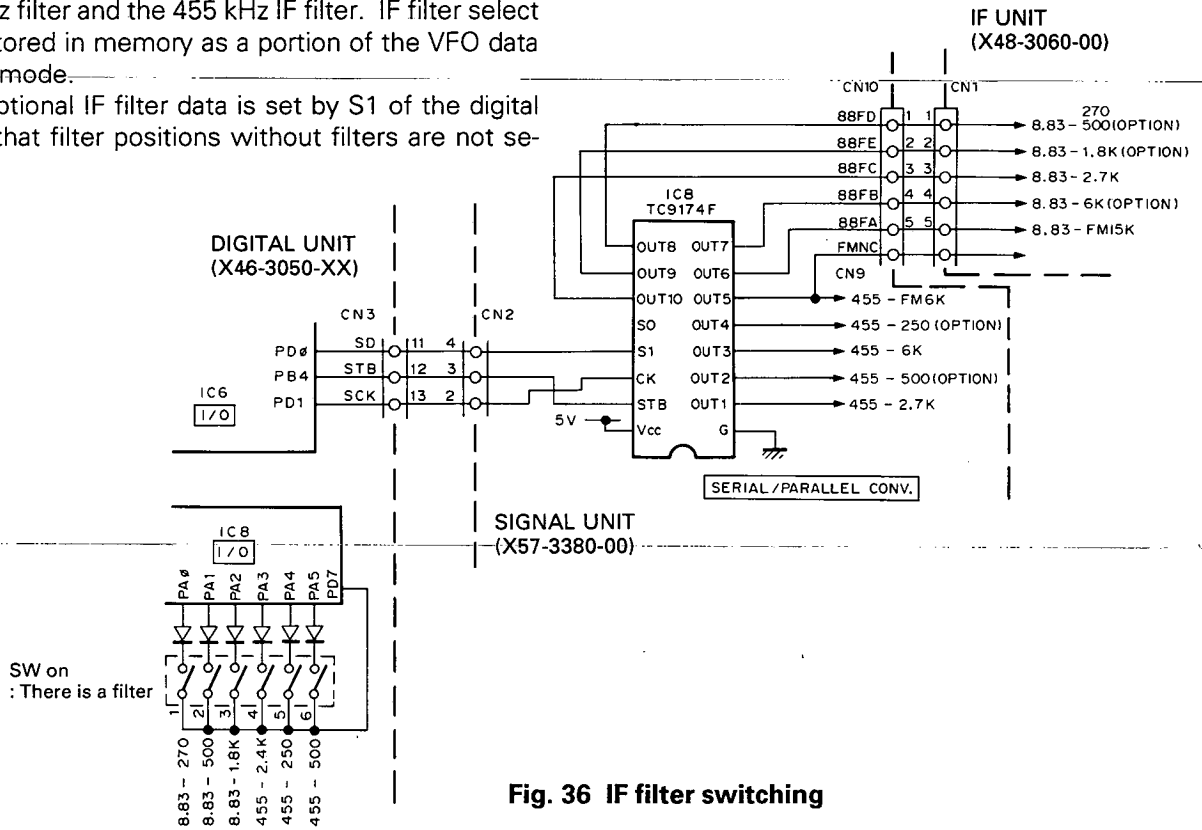 z filter and the 455 kHz IF filter. IF filter select
tored in memory as a portion of the VFO data
mode.
ptional IF filter data is set by S1 of the digital
that filter positions without filters are not se-
IF UNIT
(X48-3060-00)
CN10
CN1
88FD 1 1 270
8.83-500(OPTION)
88FE 2 2 8.83-1.8K(OPTION)
88FC 3 3 8.83-2.7K
88FB 4 4 8.83-6K(OPTION)
88FA 5 5 8.83-FM15K
FMNC
CN9
IC8
TC9174F
OUT8 OUT7
OUT9 OUT6
OUT10 OUT5 455-FM6K
SO OUT4 455-250(OPTION)
S1 OUT3 455-6K
CK OUT2 455-500(OPTION)
STB OUT1 455-2.7K
5V
Vcc G
SERIAL/PARALLEL CONV.
DIGITAL UNIT
(X46-3050-XX)
CN3
CN2
PDø SD 11 4
PB4 STB 12 3
PD1 SCK 13 2
IC6
I/O
SIGNAL UNIT
(X57-3380-00)
IC8
I/O
PAø PA1 PA2 PA3 PA4 PA5 PD7
SW on
: There is a filter
1 2 3 4 5 6
8.83-270
8.83-500
8.83-1.8K
455-2.4K
455-250
455-500
Fig. 36 IF filter switching